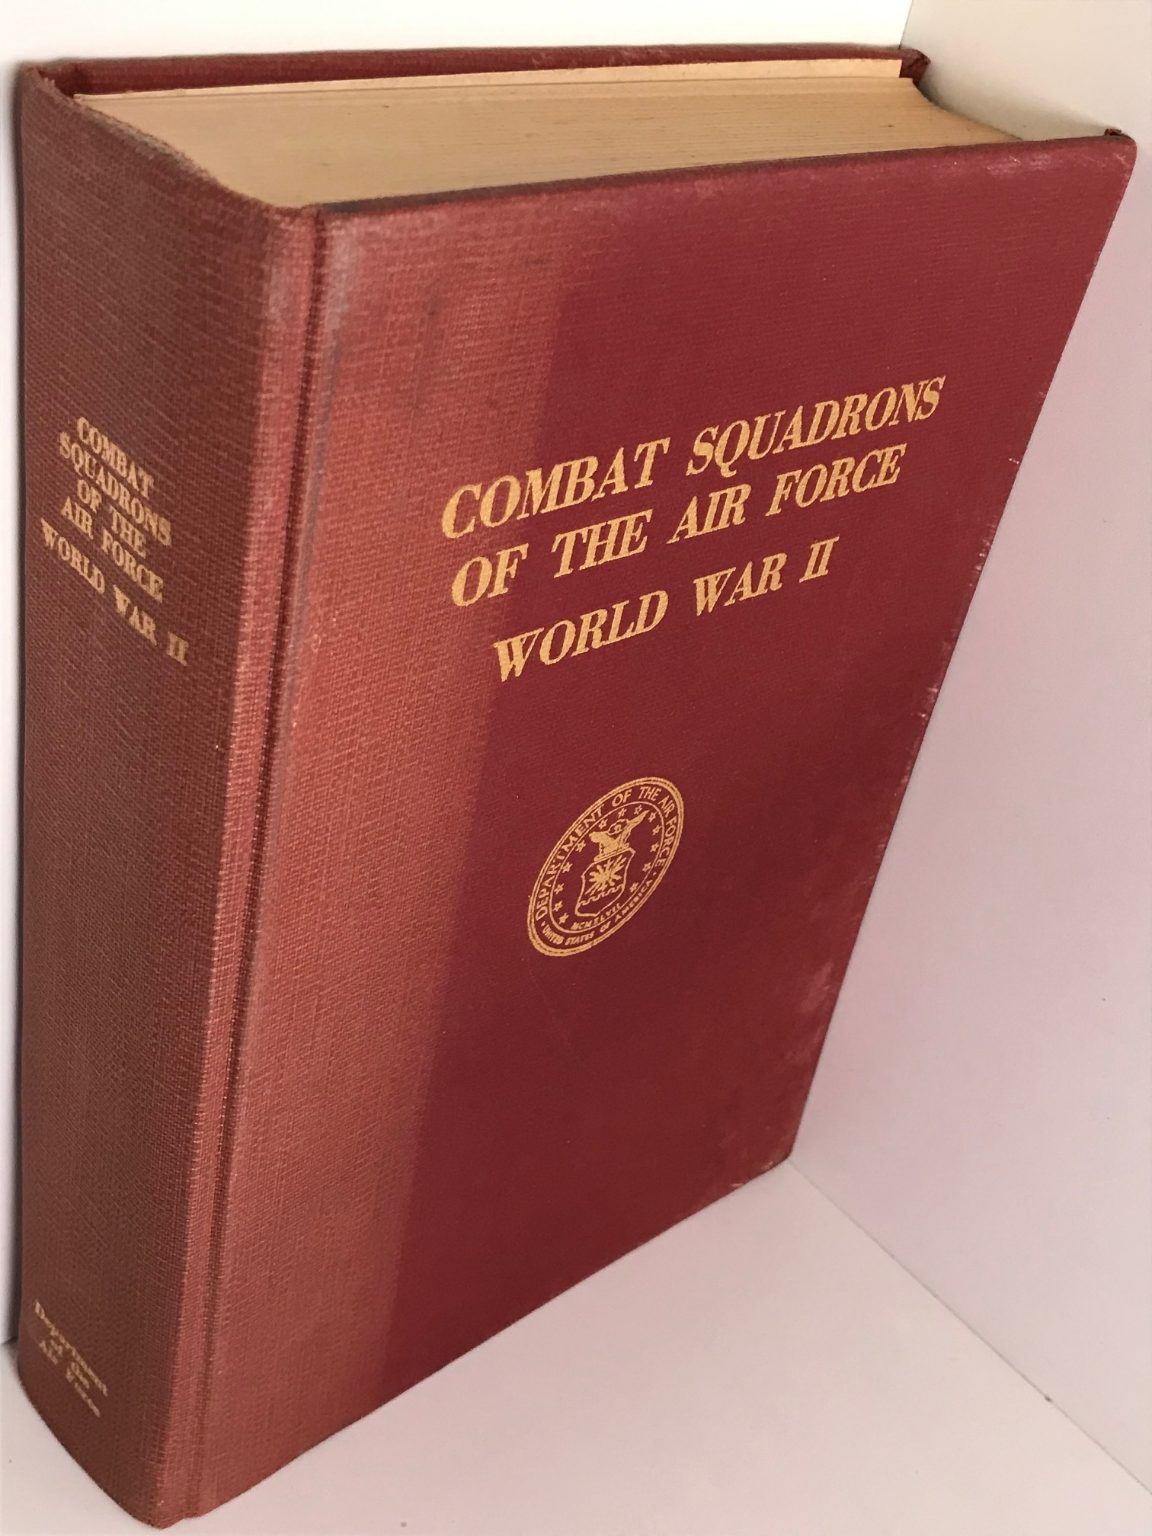 COMBAT
SQUADRONS
OF THE
AIR FORCE
WORLD WAR II
Department
of the
Air Force
COMBAT SQUADRONS
OF THE AIR FORCE
WORLD WAR II
DEPARTMENT OF THE AIR FORCE
MCMXLVII
UNITED STATES OF AMERICA